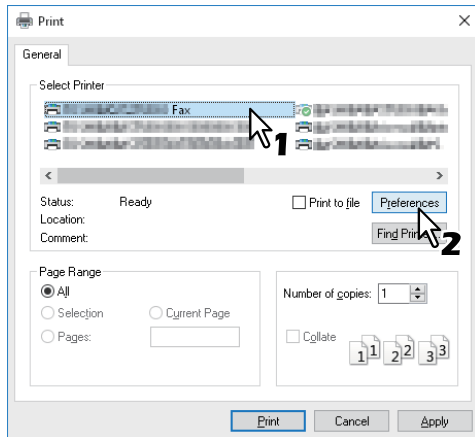 Print
General
Select Printer
Fax
1
Status: Ready
Print to file
Preferences
Location:
Comment:
Find Prin
2
Page Range
All
Selection
Current Page
Pages:
Number of copies: 1
Collate
1 1 2 2 3 3
Print Cancel Apply